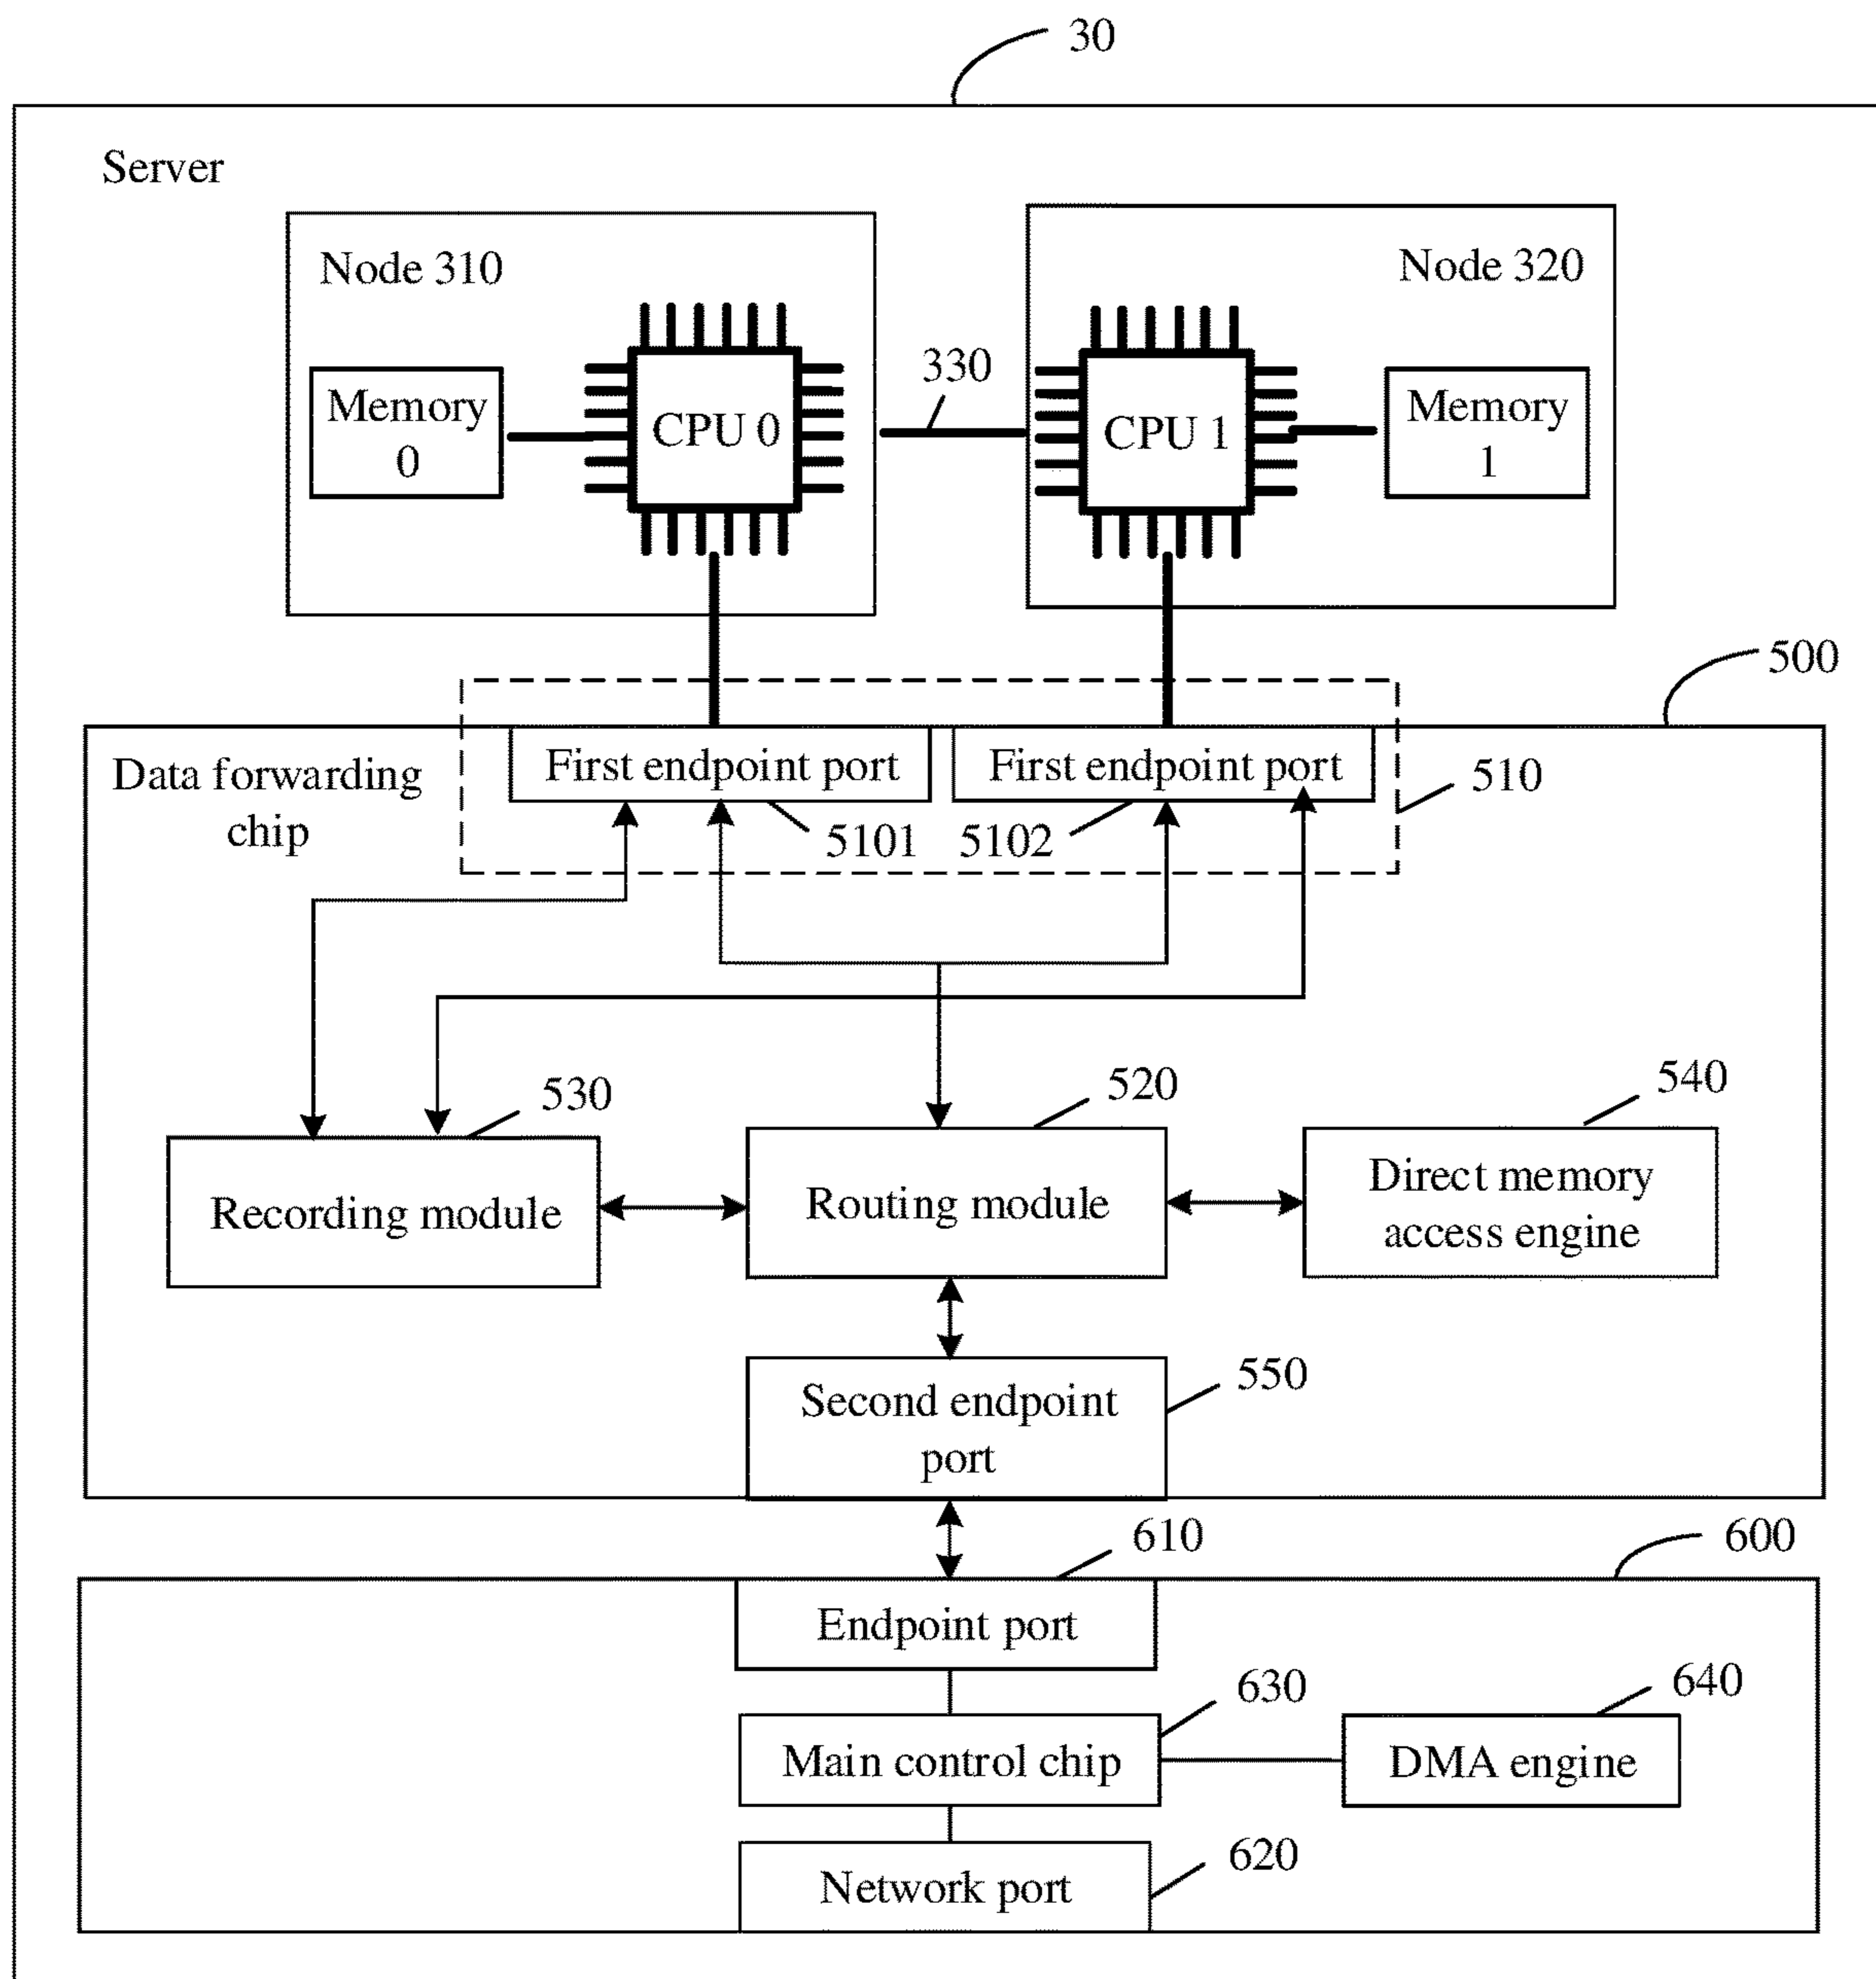 30
Server
Node 310
Node 320
330
Memory
0
CPU 0
CPU 1
Memory
1
500
Data forwarding
chip
First endpoint port
First endpoint port
510
5101
5102
530
520
540
Recording module
Routing module
Direct memory
access engine
550
Second endpoint
port
610
600
Endpoint port
630
640
Main control chip
DMA engine
620
Network port